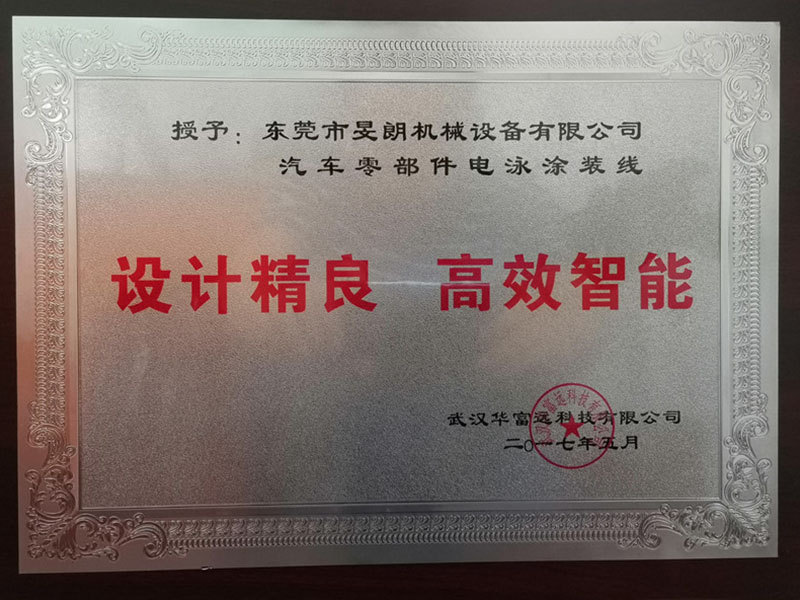 授予：东莞市旻朗机械设备有限公司
汽车零部件电泳涂装线
设计精良 高效智能
武汉华富远科技有限公司
二〇一七年五月